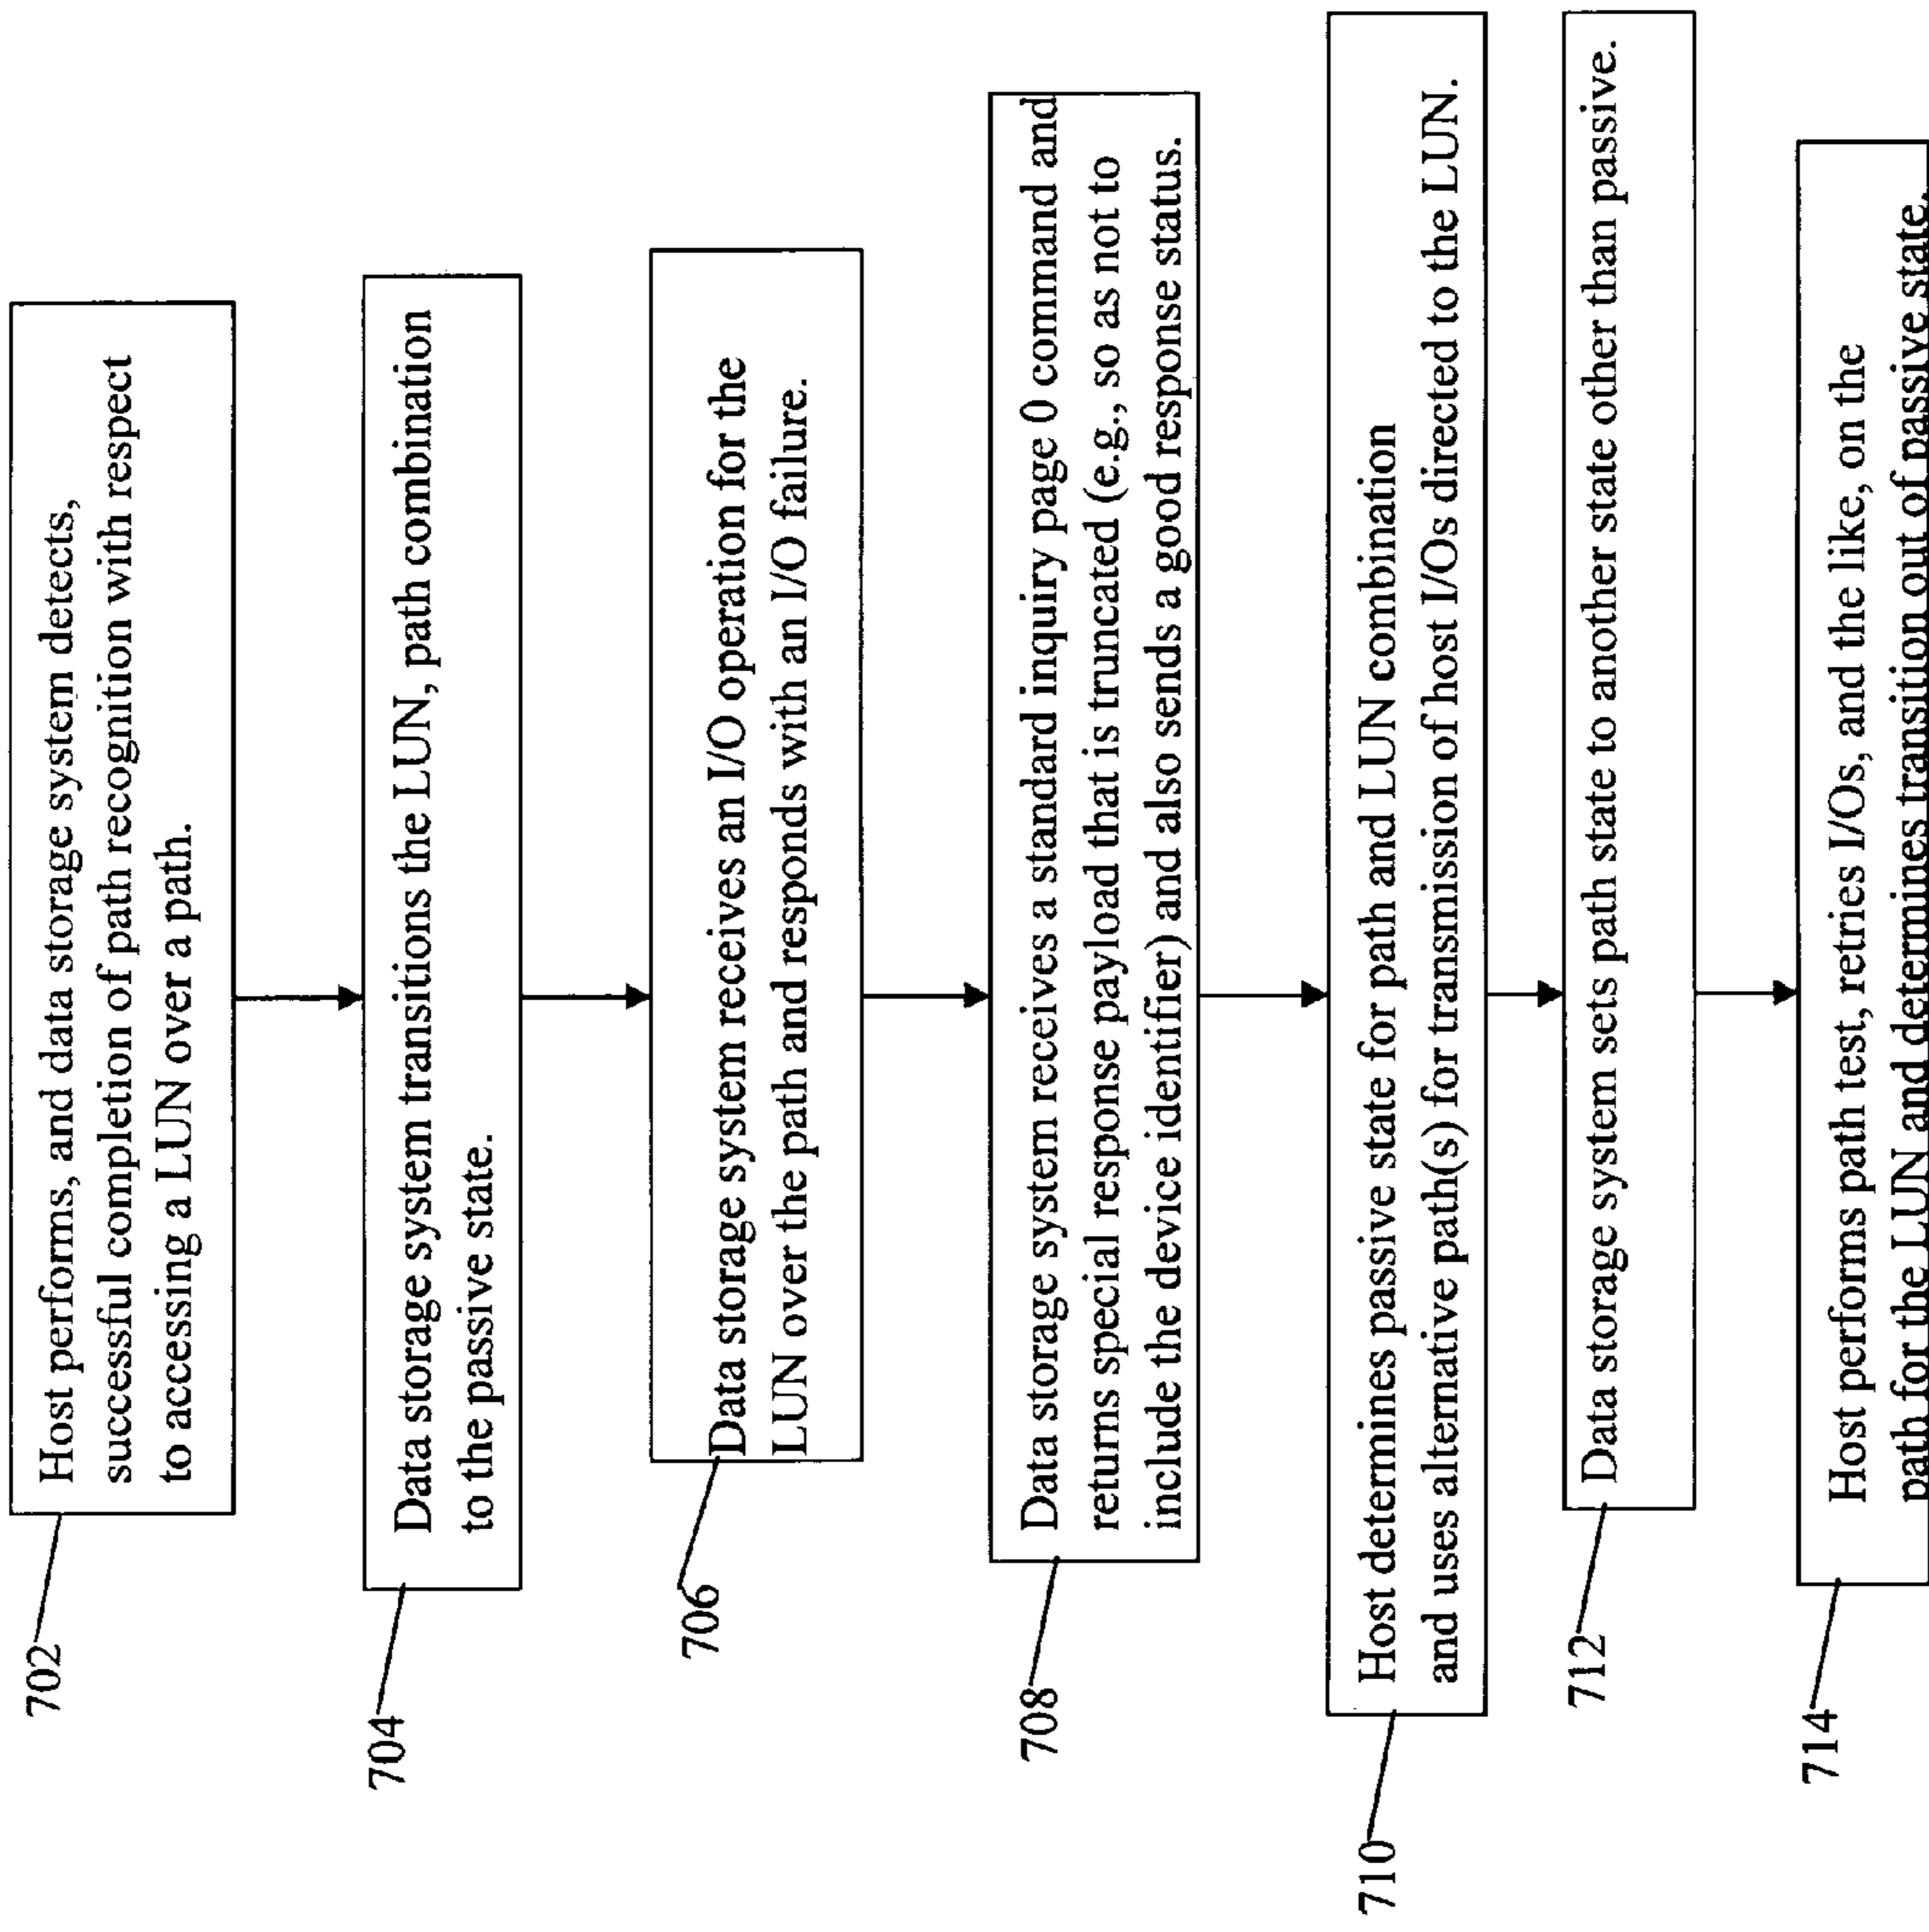 702
Host performs, and data storage system detects,
successful completion of path recognition with respect
to accessing a LUN over a path.
704
Data storage system transitions the LUN, path combination
to the passive state.
706
Data storage system receives an I/O operation for the
LUN over the path and responds with an I/O failure.
708
Data storage system receives a standard inquiry page 0 command and
returns special response payload that is truncated (e.g., so as not to
include the device identifier) and also sends a good response status.
710
Host determines passive state for path and LUN combination
and uses alternative path(s) for transmission of host I/Os directed to the LUN.
712
Data storage system sets path state to another state other than passive.
714
Host performs path test, retries I/Os, and the like, on the
path for the LUN and determines transition out of passive state.